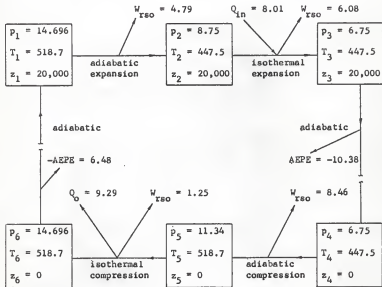 W_rso = 4.79
Q_in = 8.01
W_rso = 6.08
P_1 = 14.696
T_1 = 518.7
z_1 = 20,000
adiabatic
expansion
P_2 = 8.75
T_2 = 447.5
z_2 = 20,000
isothermal
expansion
P_3 = 6.75
T_3 = 447.5
z_3 = 20,000
adiabatic
adiabatic
-ΔEPE = 6.48
ΔEPE = -10.38
Q_o = 9.29
W_rso = 1.25
W_rso = 8.46
P_6 = 14.696
T_6 = 518.7
z_6 = 0
isothermal
compression
P_5 = 11.34
T_5 = 518.7
z_5 = 0
adiabatic
compression
P_4 = 6.75
T_4 = 447.5
z_4 = 0